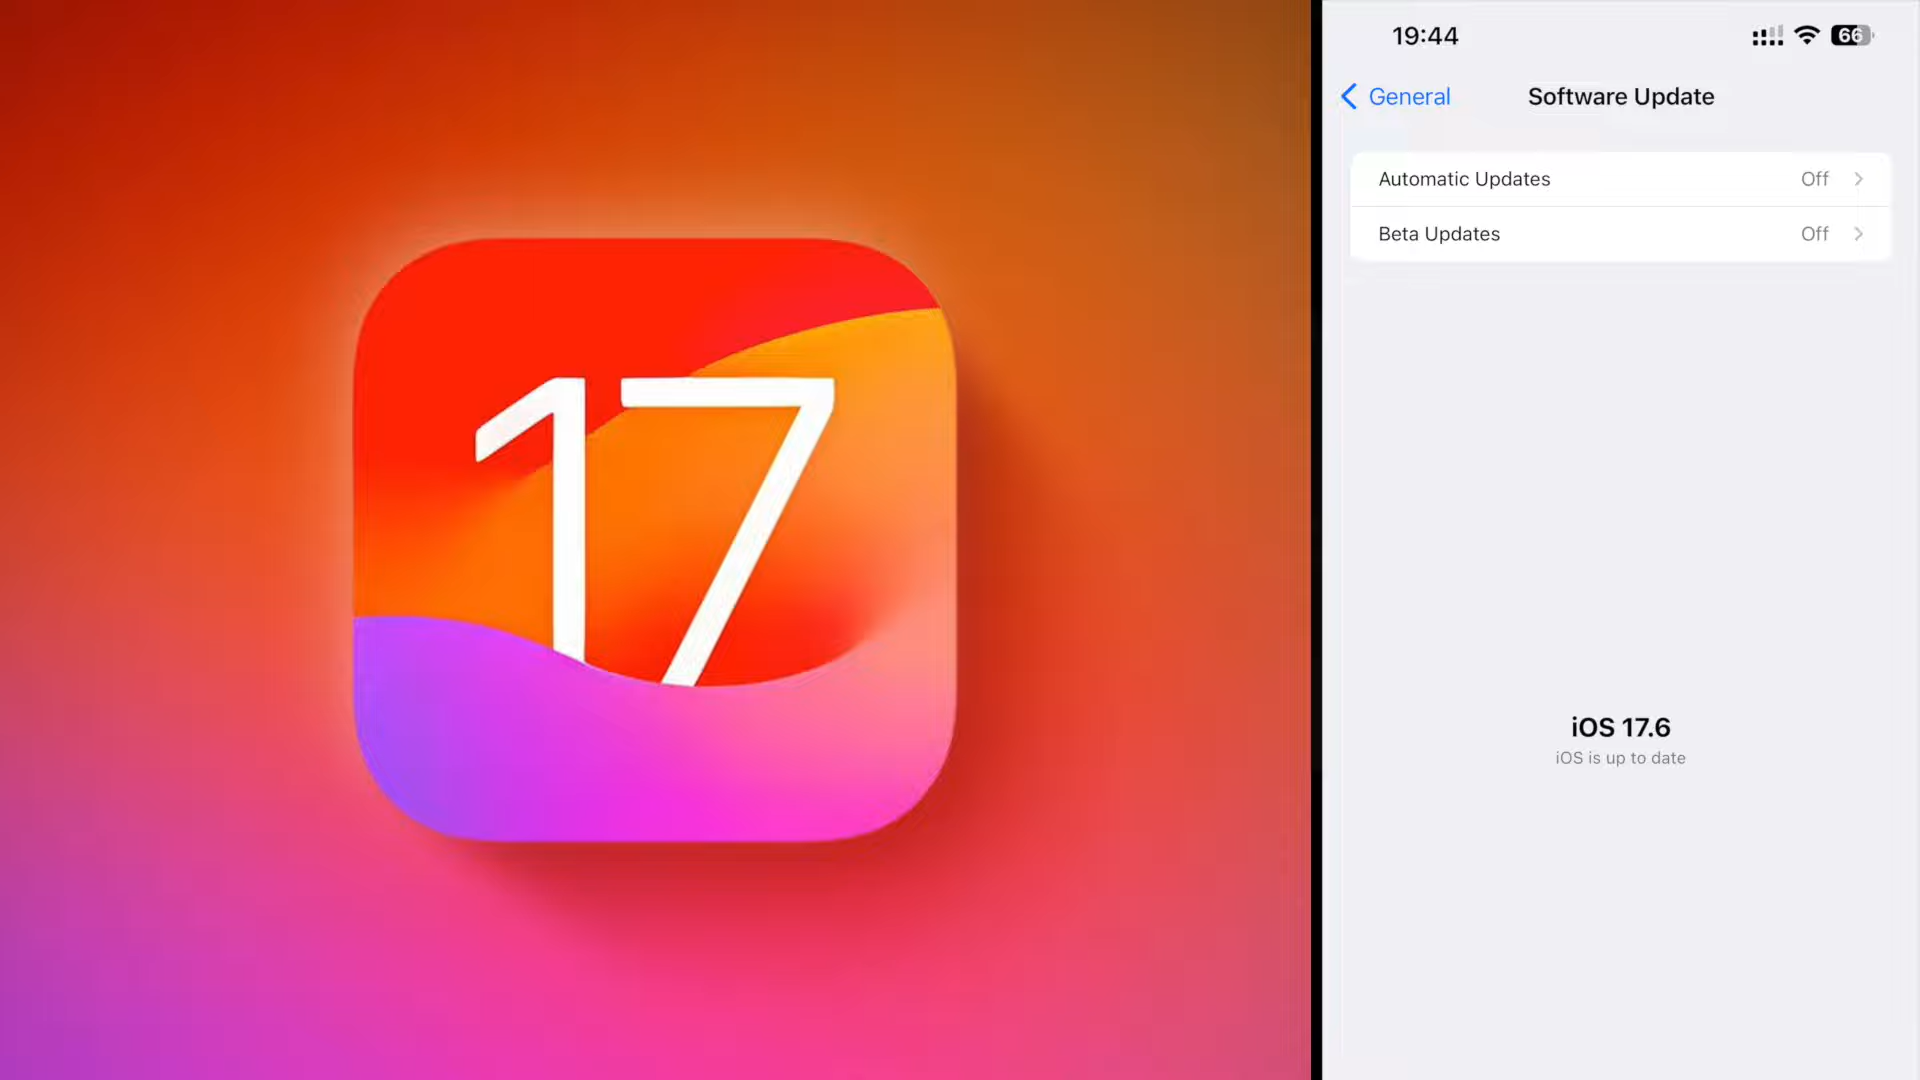 17
19:44
66
General
Software Update
Automatic Updates Off
Beta Updates Off
iOS 17.6
iOS is up to date